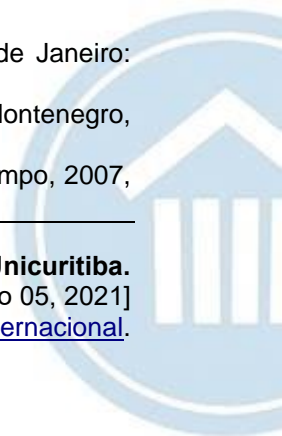 de Janeiro:
Montenegro,
mpo, 2007,
Unicuritiba.
o 05, 2021]
ernacional.